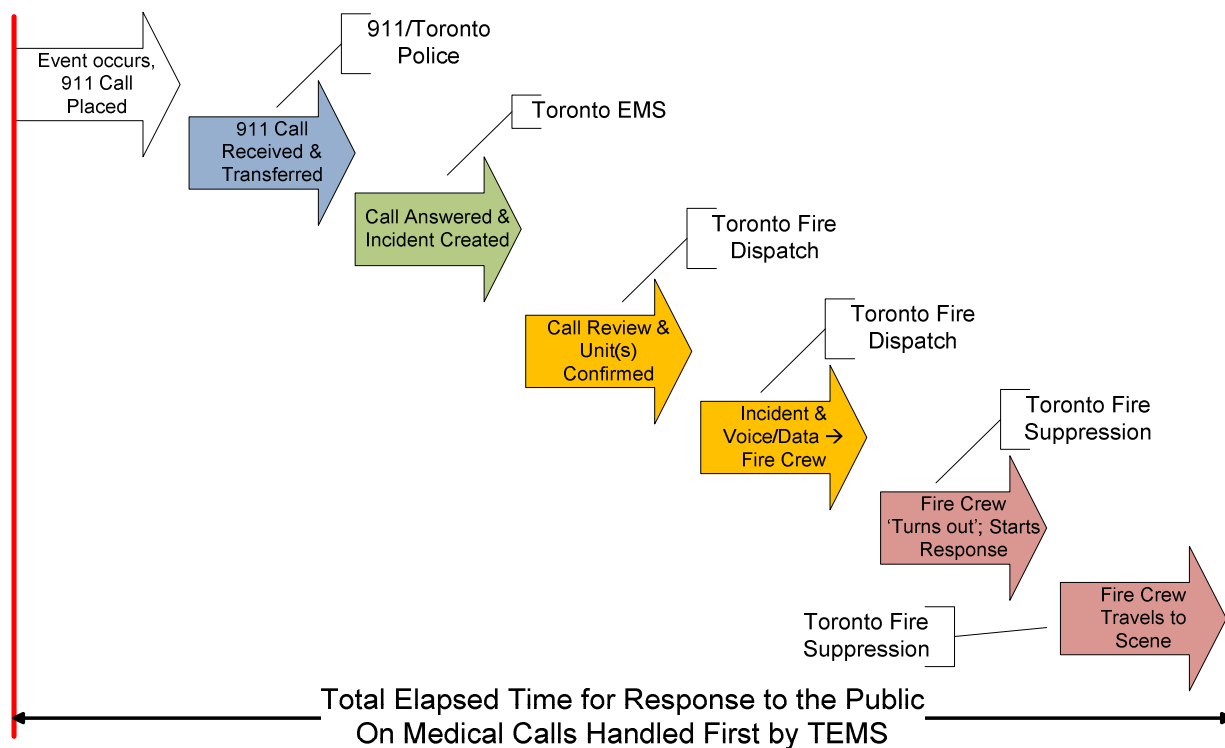 Event occurs,
911 Call
Placed
911/Toronto
Police
911 Call
Received &
Transferred
Toronto EMS
Call Answered &
Incident Created
Toronto Fire
Dispatch
Call Review &
Unit(s)
Confirmed
Toronto Fire
Dispatch
Incident &
Voice/Data →
Fire Crew
Toronto Fire
Suppression
Fire Crew
‘Turns out’; Starts
Response
Toronto Fire
Suppression
Fire Crew
Travels to
Scene
Total Elapsed Time for Response to the Public
On Medical Calls Handled First by TEMS